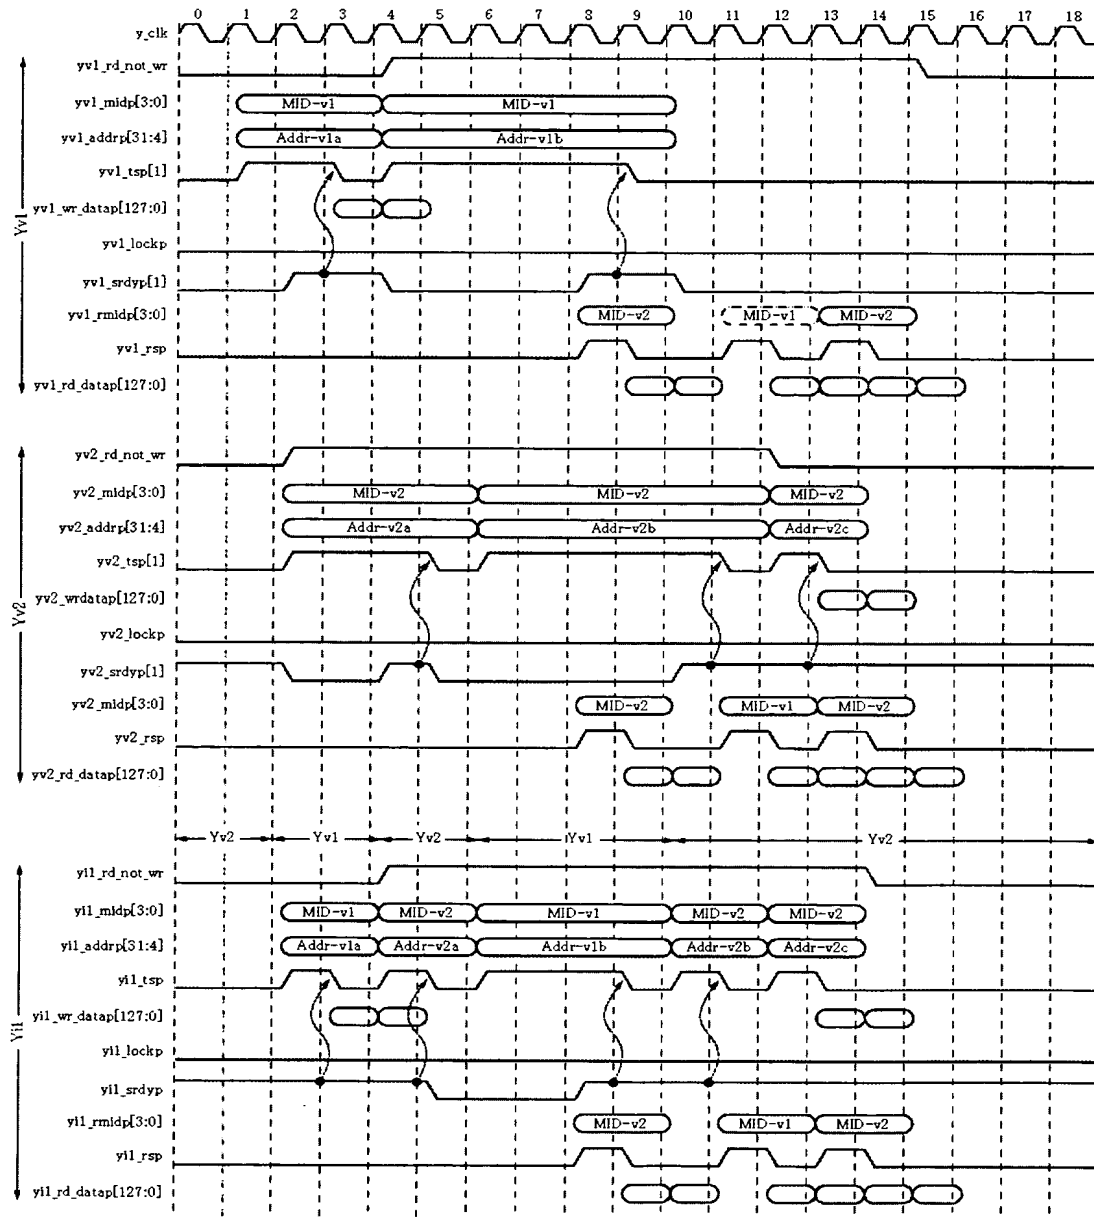 0 1 2 3 4 5 6 7 8 9 10 11 12 13 14 15 16 17 18
y_clk
Yv1
yv1_rd_not_wr
yv1_midp[3:0] MID-v1 MID-v1
yv1_addrp[31:4] Addr-v1a Addr-v1b
yv1_tsp[1]
yv1_wr_datap[127:0]
yv1_lockp
yv1_srdyp[1]
yv1_rmidp[3:0] MID-v2 MID-v1 MID-v2
yv1_rsp
yv1_rd_datap[127:0]
Yv2
yv2_rd_not_wr
yv2_midp[3:0] MID-v2 MID-v2 MID-v2
yv2_addrp[31:4] Addr-v2a Addr-v2b Addr-v2c
yv2_tsp[1]
yv2_wrdatap[127:0]
yv2_lockp
yv2_srdyp[1]
yv2_midp[3:0] MID-v2 MID-v1 MID-v2
yv2_rsp
yv2_rd_datap[127:0]
Yv2 Yv1 Yv2 Yv1 Yv2
Yi1
yi1_rd_not_wr
yi1_midp[3:0] MID-v1 MID-v2 MID-v1 MID-v2 MID-v2
yi1_addrp[31:4] Addr-v1a Addr-v2a Addr-v1b Addr-v2b Addr-v2c
yi1_tsp
yi1_wr_datap[127:0]
yi1_lockp
yi1_srdyp
yi1_rmidp[3:0] MID-v2 MID-v1 MID-v2
yi1_rsp
yi1_rd_datap[127:0]